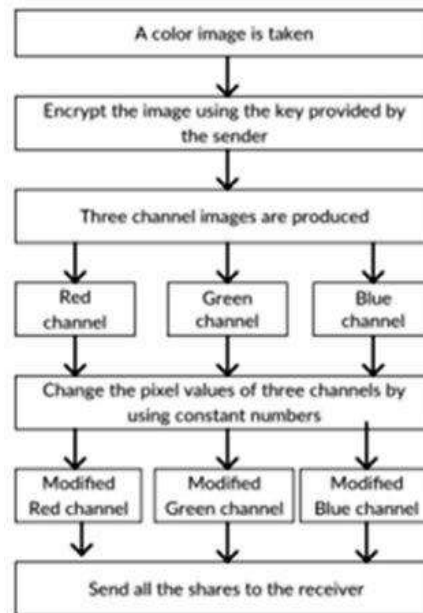 A color image is taken
Encrypt the image using the key provided by
the sender
Three channel images are produced
Red
channel
Green
channel
Blue
channel
Change the pixel values of three channels by
using constant numbers
Modified
Red channel
Modified
Green channel
Modified
Blue channel
Send all the shares to the receiver